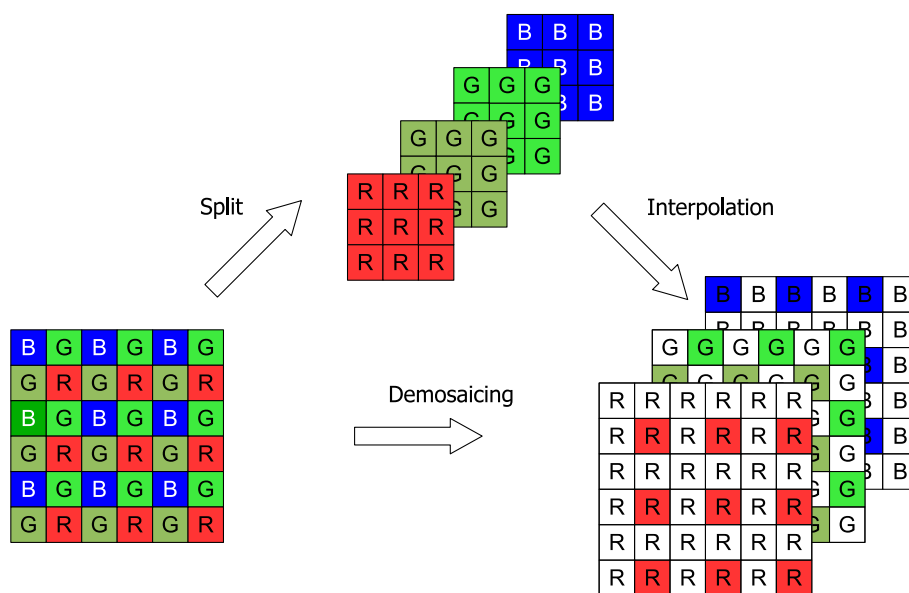 B B B
B B B
B B
G G G
G G G
G G
G G G
G G G
G G
R R R
R R R
R R R
Split
Interpolation
B G B G B G
G R G R G R
B G B G B G
G R G R G R
B G B G B G
G R G R G R
Demosaicing
B B B B B B
B B B B B B
B B
B B
B B
B B
G G G G G G
G G G G G G
G G
G G
G G
G G
R R R R R R
R R R R R R
R R R R R R
R R R R R R
R R R R R R
R R R R R R